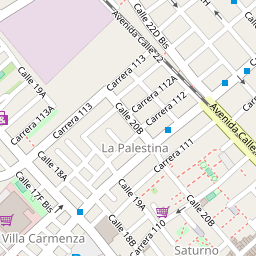 Calle 22D Bis
Avenida Calle 22
Calle 19A
Carrera 113
Carrera 112A
Carrera 113A
Calle 20B
Carrera 112
Avenida Calle
La Palestina
Carrera 111
Calle 18A
Calle 17F Bis
Calle 19A
Carrera 110
Calle 20B
Villa Carmenza
Calle 18B
Saturno